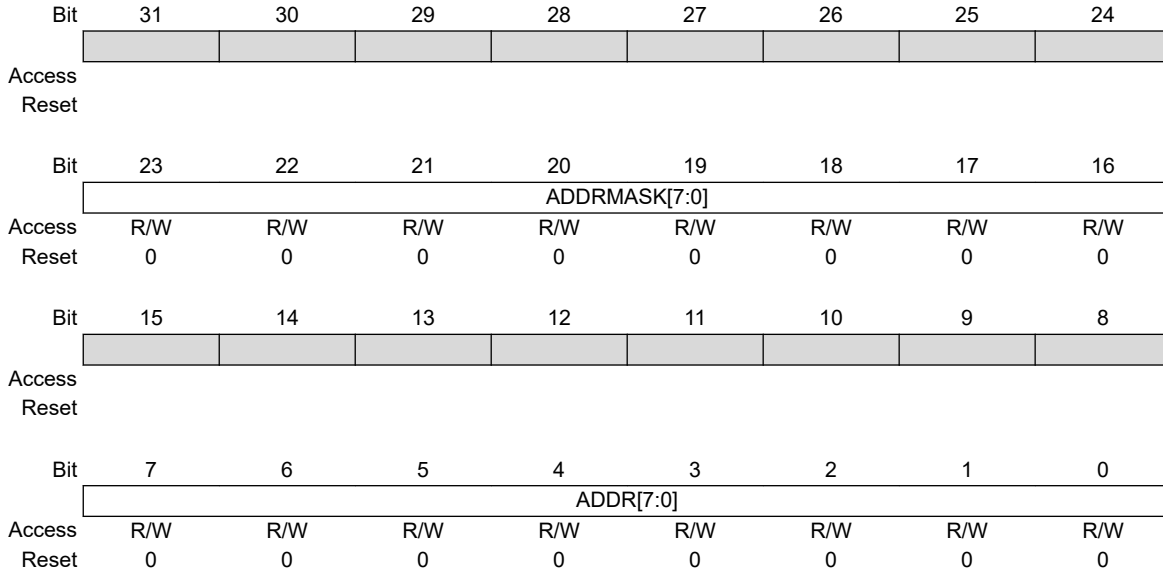 Bit 31 30 29 28 27 26 25 24
Access
Reset
Bit 23 22 21 20 19 18 17 16
ADDRMASK[7:0]
Access R/W R/W R/W R/W R/W R/W R/W R/W
Reset 0 0 0 0 0 0 0 0
Bit 15 14 13 12 11 10 9 8
Access
Reset
Bit 7 6 5 4 3 2 1 0
ADDR[7:0]
Access R/W R/W R/W R/W R/W R/W R/W R/W
Reset 0 0 0 0 0 0 0 0